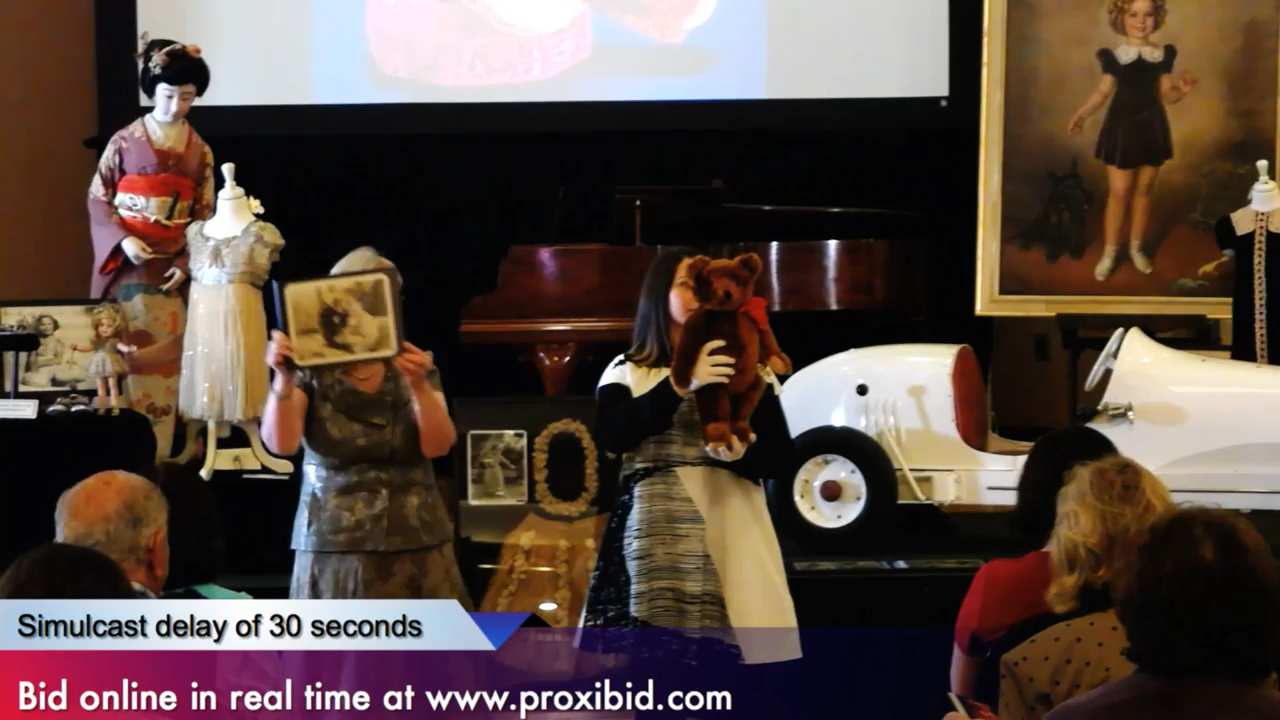 Simulcast delay of 30 seconds
Bid online in real time at www.proxibid.com